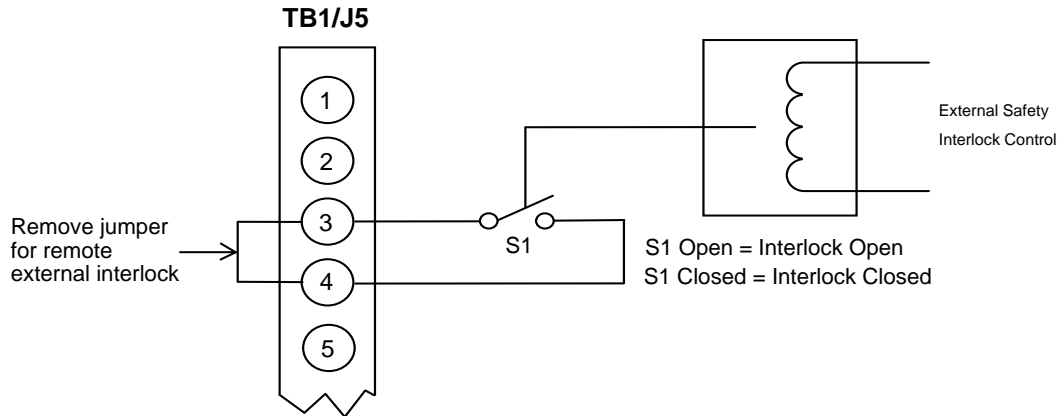 TB1/J5
1
2
3
4
5
Remove jumper
for remote
external interlock
S1
External Safety
Interlock Control
S1 Open = Interlock Open
S1 Closed = Interlock Closed